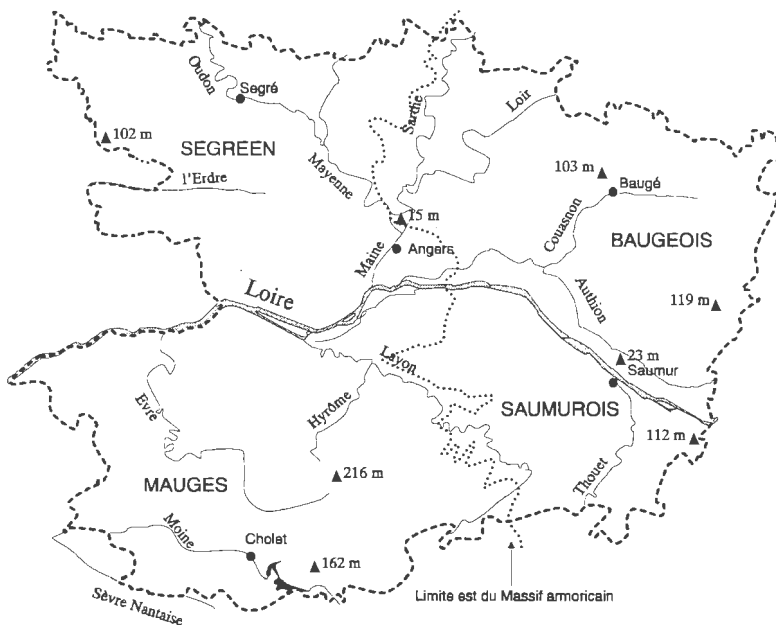 Oudon
Segré
Sarthe
Loir
102 m
SEGREEN
Mayenne
103 m
Baugé
l'Erdre
15 m
Couasnon
Maine
Angers
BAUGEOIS
Loire
Authion
119 m
Layon
23 m
Saumur
Evre
Hyrôme
SAUMUROIS
112 m
216 m
MAUGES
Thouet
Moine
Cholet
162 m
Sèvre Nantaise
Limite est du Massif armoricain